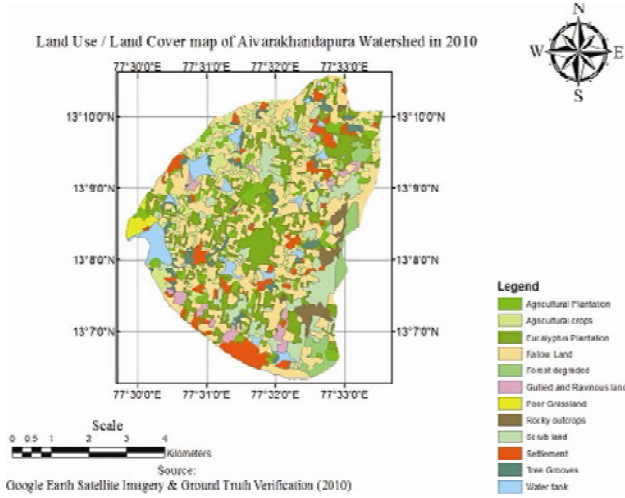 N
Land Use / Land Cover map of Aivarakhandapura Watershed in 2010
W E
S
77°30'0"E 77°31'0"E 77°32'0"E 77°33'0"E
13°10'0"N 13°10'0"N
13°9'0"N 13°9'0"N
13°8'0"N 13°8'0"N
13°7'0"N 13°7'0"N
77°30'0"E 77°31'0"E 77°32'0"E 77°33'0"E
Legend
Agricultural Plantation
Agricultural crops
Eucalyptus Plantation
Fallow Land
Forest degraded
Gullied and Ravinous land
Poor Grassland
Rocky outcrops
Scrub land
Settlement
Tree Grooves
Water tank
Scale
0 0.5 1 2 3 4
Kilometers
Source:
Google Earth Satellite Imagery & Ground Truth Verification (2010)